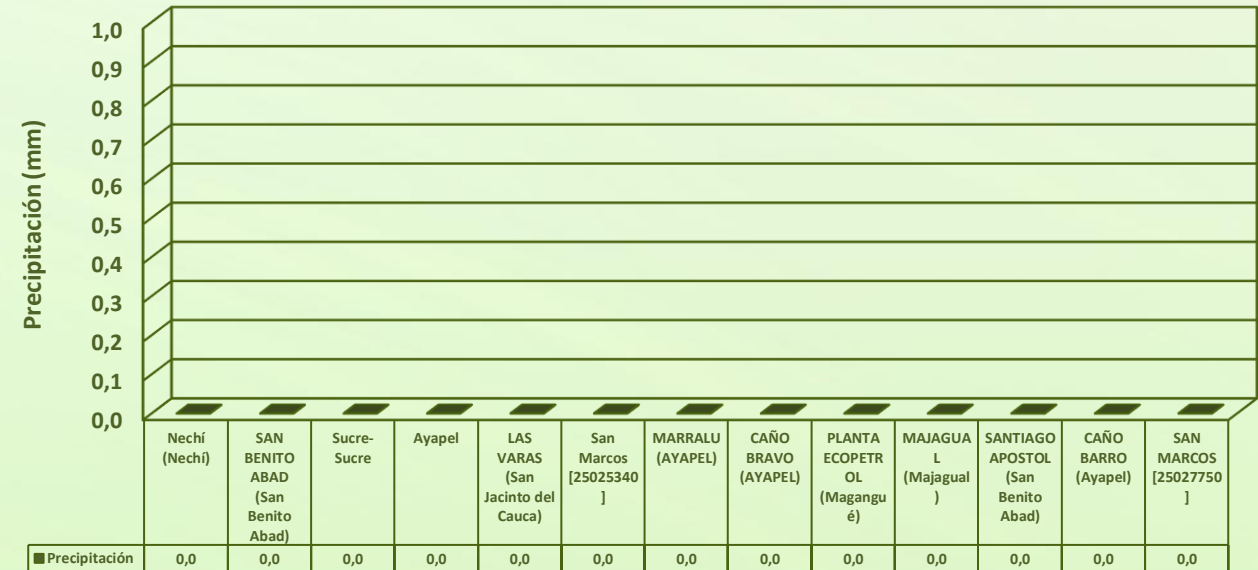 Precipitación (mm)
1,0
0,9
0,8
0,7
0,6
0,5
0,4
0,3
0,2
0,1
0,0
Nechí
(Nechí)
SAN
BENITO
ABAD
(San
Benito
Abad)
Sucre-
Sucre
Ayapel
LAS
VARAS
(San
Jacinto del
Cauca)
San
Marcos
[25025340
]
MARRALU
(AYAPEL)
CAÑO
BRAVO
(AYAPEL)
PLANTA
ECOPETR
OL
(Magangu
é)
MAJAGUA
L
(Majagual
)
SANTIAGO
APOSTOL
(San
Benito
Abad)
CAÑO
BARRO
(Ayapel)
SAN
MARCOS
[25027750
]
Precipitación 0,0 0,0 0,0 0,0 0,0 0,0 0,0 0,0 0,0 0,0 0,0 0,0 0,0